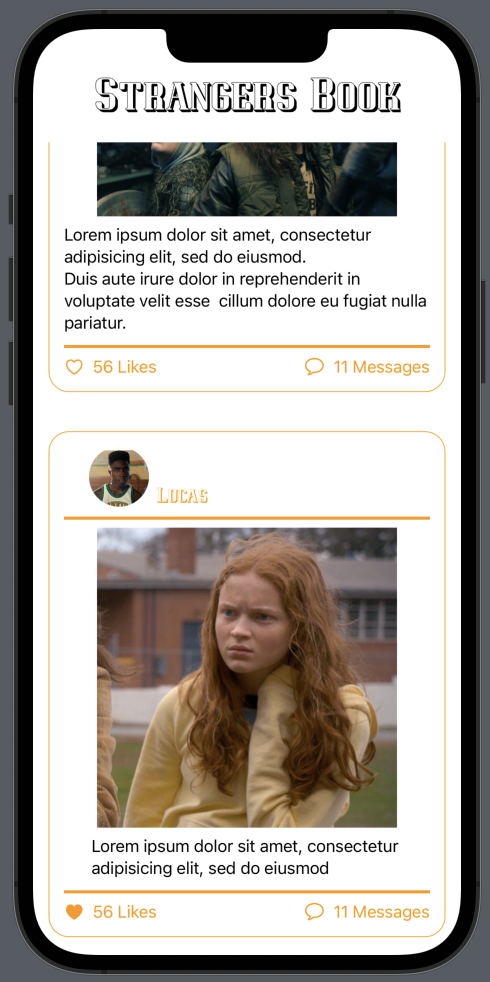 Strangers Book
Lorem ipsum dolor sit amet, consectetur
adipisicing elit, sed do eiusmod.
Duis aute irure dolor in reprehenderit in
voluptate velit esse  cillum dolore eu fugiat nulla
pariatur.
56 Likes 11 Messages
Lucas
Lorem ipsum dolor sit amet, consectetur
adipisicing elit, sed do eiusmod
56 Likes 11 Messages